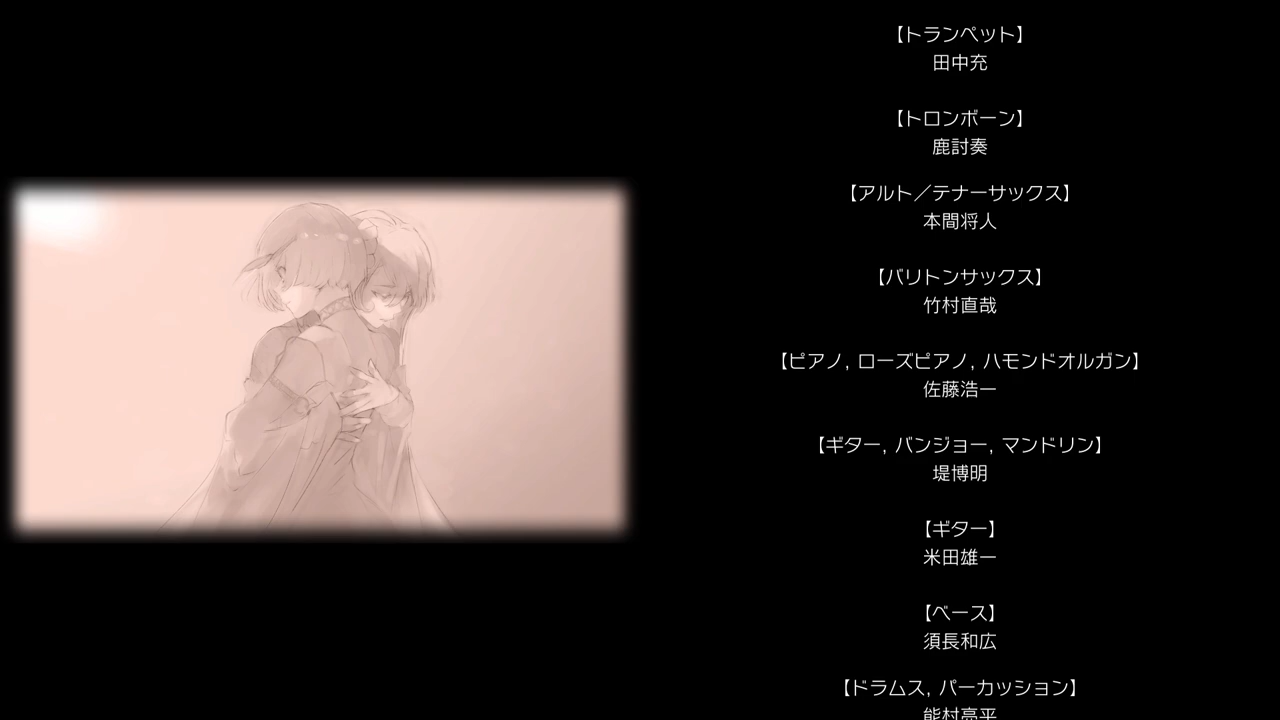 【トランペット】
田中充
【トロンボーン】
鹿討奏
【アルト／テナーサックス】
本間将人
【バリトンサックス】
竹村直哉
【ピアノ, ローズピアノ, ハモンドオルガン】
佐藤浩一
【ギター, バンジョー, マンドリン】
堤博明
【ギター】
米田雄一
【ベース】
須長和広
【ドラムス, パーカッション】
能村亮平